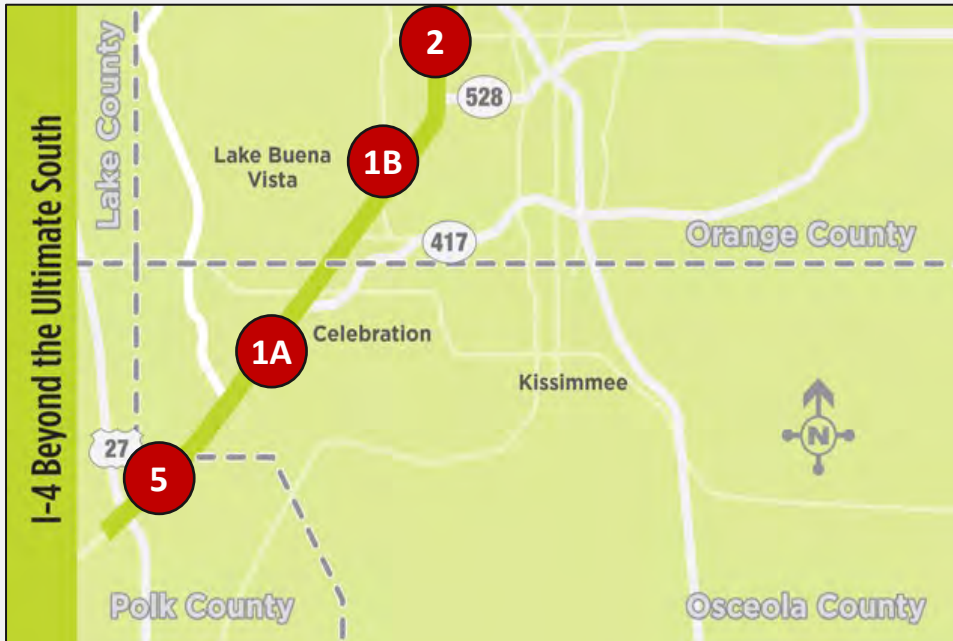 I-4 Beyond the Ultimate South
Lake County
2
528
Lake Buena
Vista
1B
417
Orange County
1A
Celebration
Kissimmee
N
27
5
Polk County
Osceola County